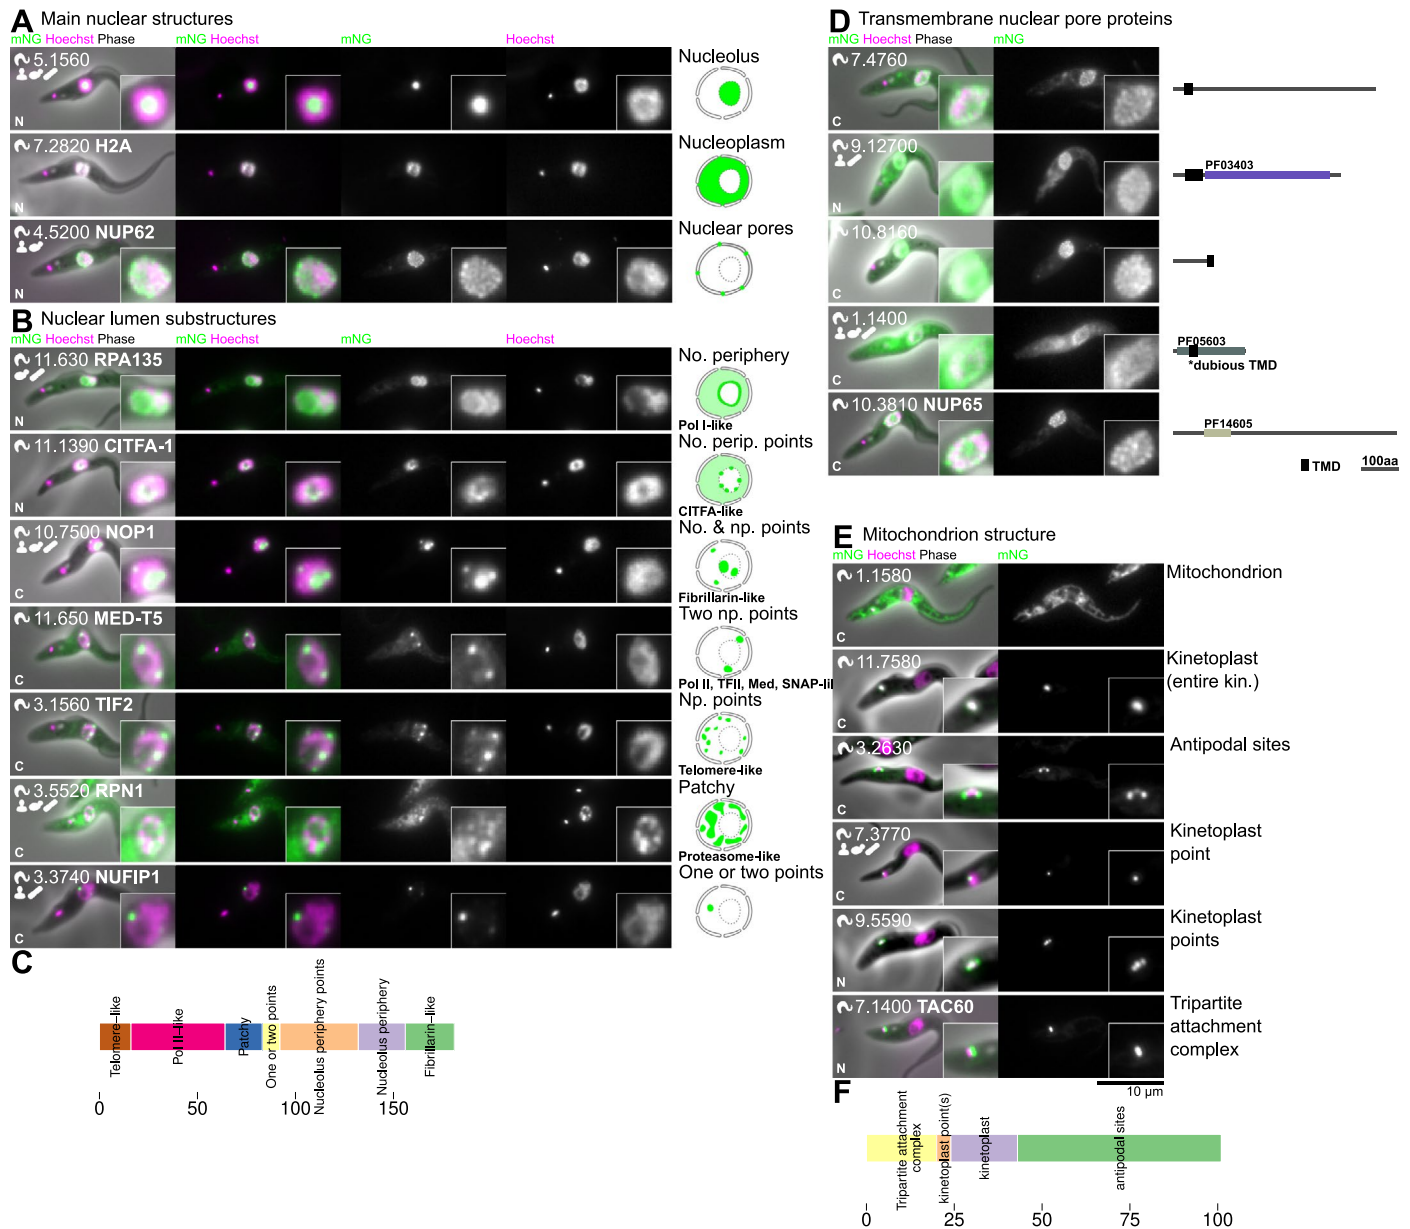 A Main nuclear structures
mNG Hoechst Phase
mNG Hoechst
mNG
Hoechst
5.1560
N
Nucleolus
7.2820 H2A
N
Nucleoplasm
4.5200 NUP62
N
Nuclear pores
B Nuclear lumen substructures
mNG Hoechst Phase
mNG Hoechst
mNG
Hoechst
11.630 RPA135
N
No. periphery
Pol I-like
11.1390 CITFA-1
N
No. perip. points
CITFA-like
10.7500 NOP1
C
No. & np. points
Fibrillarin-like
11.650 MED-T5
C
Two np. points
Pol II, TFII, Med, SNAP-lil
3.1560 TIF2
C
Np. points
Telomere-like
3.5520 RPN1
C
Patchy
Proteasome-like
3.3740 NUFIP1
C
One or two points
C
Telomere-like
Pol II-like
Patchy
One or two points
Nucleolus periphery points
Nucleolus periphery
Fibrillarin-like
0
50
100
150
D Transmembrane nuclear pore proteins
mNG Hoechst Phase
mNG
7.4760
C
9.12700
N
PF03403
10.8160
C
1.1400
C
PF05603
*dubious TMD
10.3810 NUP65
C
PF14605
TMD
100aa
E Mitochondrion structure
mNG Hoechst Phase
mNG
1.1580
C
Mitochondrion
11.7580
C
Kinetoplast
(entire kin.)
3.2630
C
Antipodal sites
7.3770
C
Kinetoplast
point
9.5590
N
Kinetoplast
points
7.1400 TAC60
N
Tripartite
attachment
complex
10 µm
F
Tripartite attachment
complex
kinetoplast point(s)
kinetoplast
antipodal sites
0
25
50
75
100